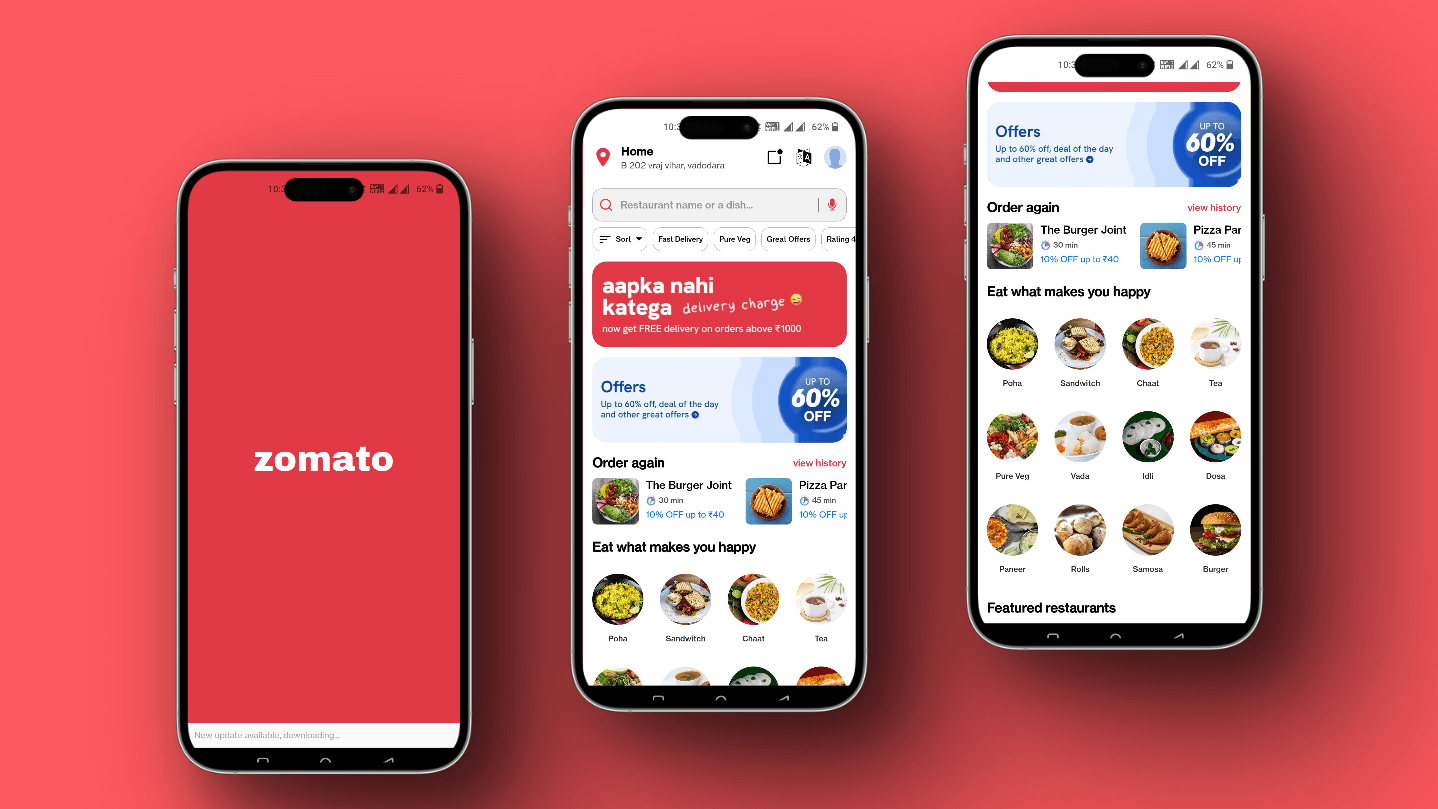 10:3
62%
zomato
New update available, downloading...
10:3
62%
Home
B 202 vraj vihar, vadodara
Restaurant name or a dish...
Sort
Fast Delivery
Pure Veg
Great Offers
Rating 4
aapka nahi
katega delivery charge 😄
now get FREE delivery on orders above ₹1000
Offers
Up to 60% off, deal of the day
and other great offers
UP TO
60%
OFF
Order again
view history
The Burger Joint
30 min
10% OFF up to ₹40
Pizza Par
45 min
10% OFF up
Eat what makes you happy
Poha
Sandwitch
Chaat
Tea
10:3
62%
Offers
Up to 60% off, deal of the day
and other great offers
UP TO
60%
OFF
Order again
view history
The Burger Joint
30 min
10% OFF up to ₹40
Pizza Par
45 min
10% OFF up
Eat what makes you happy
Poha
Sandwitch
Chaat
Tea
Pure Veg
Vada
Idli
Dosa
Paneer
Rolls
Samosa
Burger
Featured restaurants